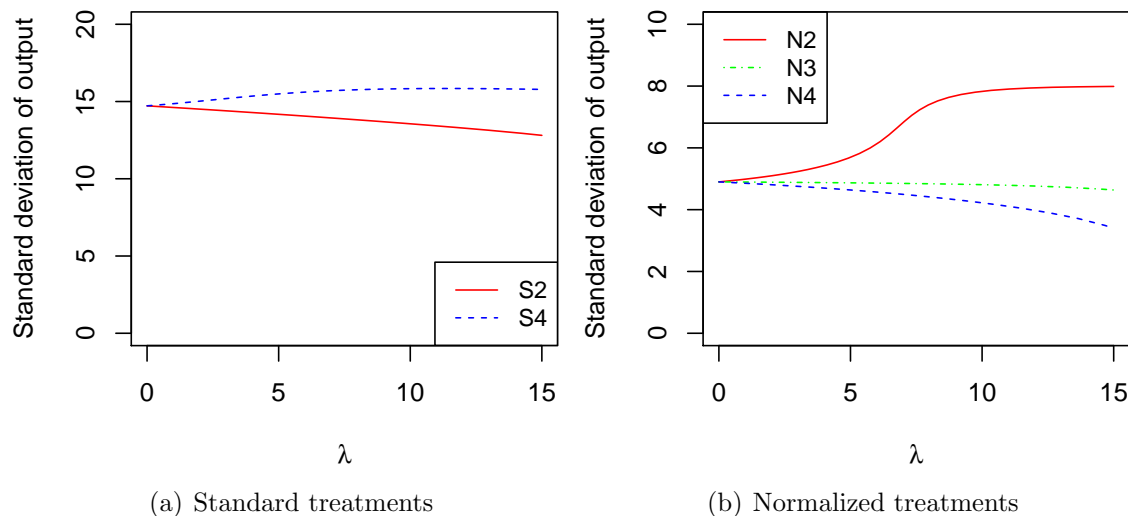 Standard deviation of output
20
15
10
5
0
S2
S4
0 5 10 15
λ
(a) Standard treatments
Standard deviation of output
10
8
6
4
2
0
N2
N3
N4
0 5 10 15
λ
(b) Normalized treatments